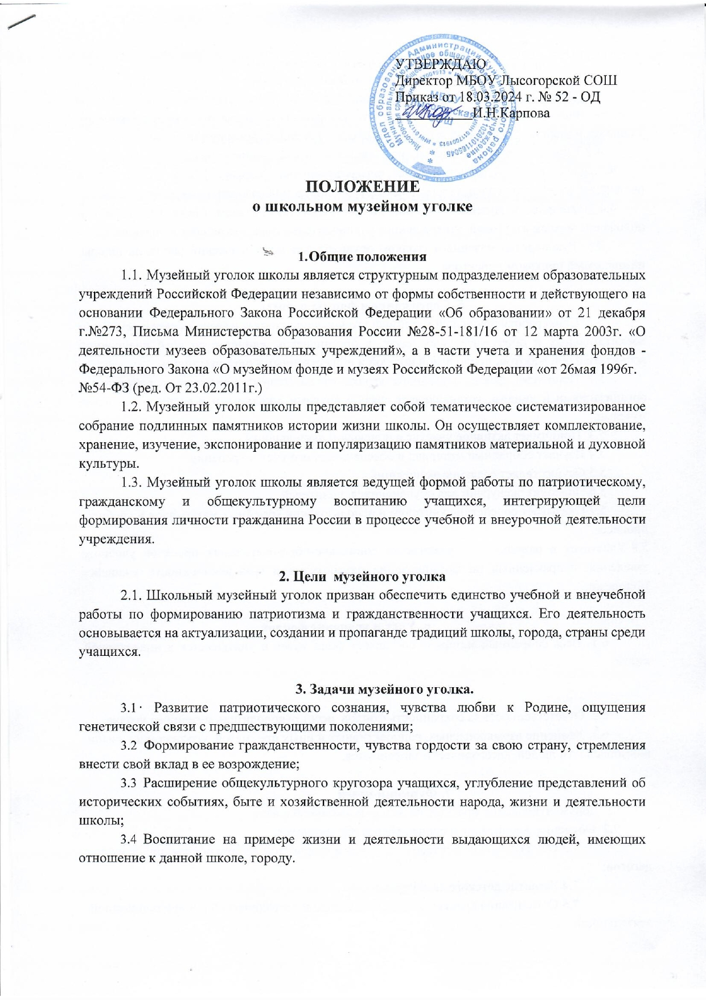 УТВЕРЖДАЮ
Директор МБОУ Лысогорской СОШ
Приказ от 18.03.2024 г. № 52 - ОД
___________И.Н.Карпова
МБОУ
Лысогорская
СОШ
ПОЛОЖЕНИЕ
о школьном музейном уголке
1.Общие положения
1.1. Музейный уголок школы является структурным подразделением образовательных
учреждений Российской Федерации независимо от формы собственности и действующего на
основании Федерального Закона Российской Федерации «Об образовании» от 21 декабря
г.№273, Письма Министерства образования России №28-51-181/16 от 12 марта 2003г. «О
деятельности музеев образовательных учреждений», а в части учета и хранения фондов -
Федерального Закона «О музейном фонде и музеях Российской Федерации «от 26мая 1996г.
№54-ФЗ (ред. От 23.02.2011г.)
1.2. Музейный уголок школы представляет собой тематическое систематизированное
собрание подлинных памятников истории жизни школы. Он осуществляет комплектование,
хранение, изучение, экспонирование и популяризацию памятников материальной и духовной
культуры.
1.3. Музейный уголок школы является ведущей формой работы по патриотическому,
гражданскому и общекультурному воспитанию учащихся, интегрирующей цели
формирования личности гражданина России в процессе учебной и внеурочной деятельности
учреждения.
2. Цели музейного уголка
2.1. Школьный музейный уголок призван обеспечить единство учебной и внеучебной
работы по формированию патриотизма и гражданственности учащихся. Его деятельность
основывается на актуализации, создании и пропаганде традиций школы, города, страны среди
учащихся.
3. Задачи музейного уголка.
3.1· Развитие патриотического сознания, чувства любви к Родине, ощущения
генетической связи с предшествующими поколениями;
3.2 Формирование гражданственности, чувства гордости за свою страну, стремления
внести свой вклад в ее возрождение;
3.3 Расширение общекультурного кругозора учащихся, углубление представлений об
исторических событиях, быте и хозяйственной деятельности народа, жизни и деятельности
школы;
3.4 Воспитание на примере жизни и деятельности выдающихся людей, имеющих
отношение к данной школе, городу.